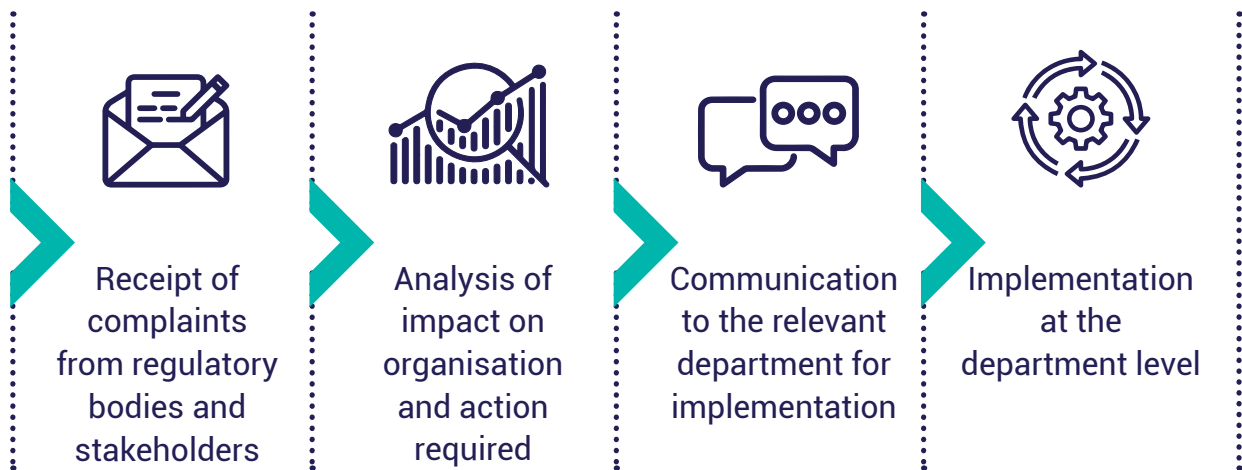 Receipt of
complaints
from regulatory
bodies and
stakeholders
Analysis of
impact on
organisation
and action
required
Communication
to the relevant
department for
implementation
Implementation
at the
department level